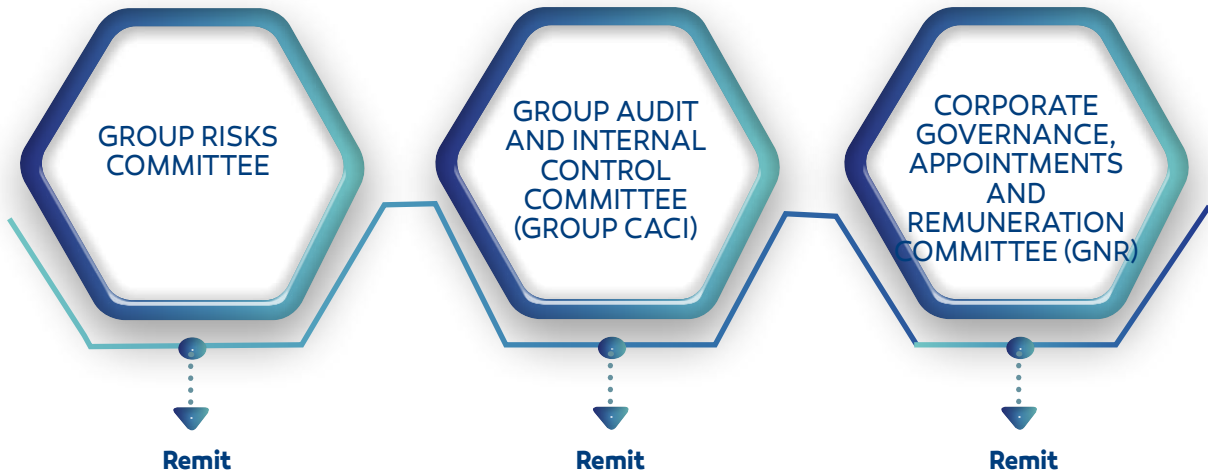 GROUP RISKS
COMMITTEE
GROUP AUDIT
AND INTERNAL
CONTROL
COMMITTEE
(GROUP CACI)
CORPORATE
GOVERNANCE,
APPOINTMENTS
AND
REMUNERATION
COMMITTEE (GNR)
Remit
Remit
Remit